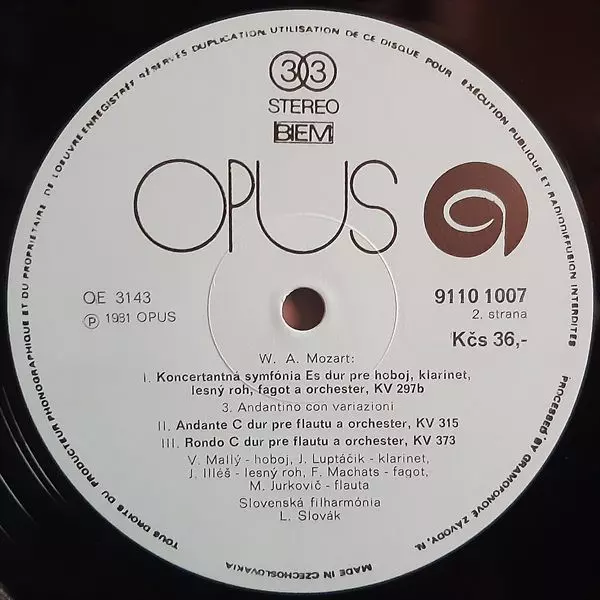 TOUS DROITS DU PRODUCTEUR PHONOGRAPHIQUE ET DU PROPRIETAIRE DE L'OEUVRE ENREGISTRÉE RÉSERVÉS DUPLICATION, UTILISATION DE CE DISQUE POUR EXÉCUTION PUBLIQUE ET RADIODIFFUSION INTERDITES
33
STEREO
BIEM
OPUS
OE 3143
Ⓟ 1981 OPUS
9110 1007
2. strana
Kčs 36,-
W. A. Mozart:
I. Koncertantná symfónia Es dur pre hoboj, klarinet,
lesný roh, fagot a orchester, KV 297b
3. Andantino con variazioni
II. Andante C dur pre flautu a orchester, KV 315
III. Rondo C dur pre flautu a orchester, KV 373
V. Mallý - hoboj, J. Luptáčik - klarinet,
J. Illéš - lesný roh, F. Machats - fagot,
M. Jurkovič - flauta
Slovenská filharmónia
L. Slovák
PROCESSED BY GRAMOFONOVÉ ZÁVODY, N.
MADE IN CZECHOSLOVAKIA